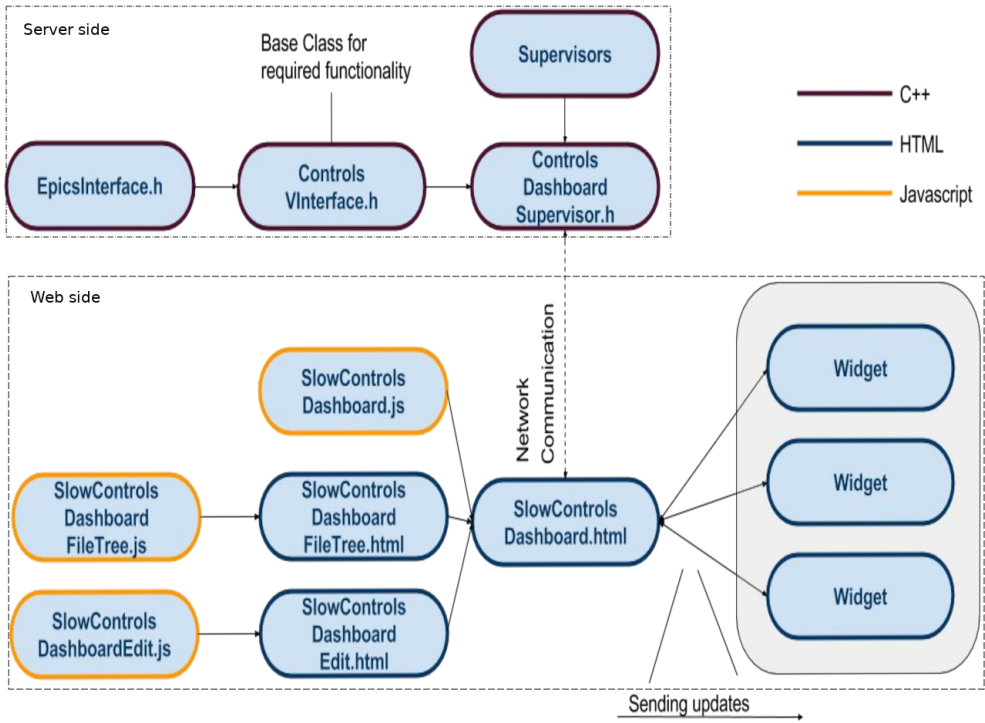 Server side
Base Class for
required functionality
Supervisors
C++
HTML
Javascript
EpicsInterface.h
Controls
VInterface.h
Controls
Dashboard
Supervisor.h
Web side
Network
Communication
SlowControls
Dashboard.js
SlowControls
Dashboard
FileTree.js
SlowControls
Dashboard
FileTree.html
SlowControls
Dashboard.html
SlowControls
DashboardEdit.js
SlowControls
Dashboard
Edit.html
Widget
Widget
Widget
Sending updates